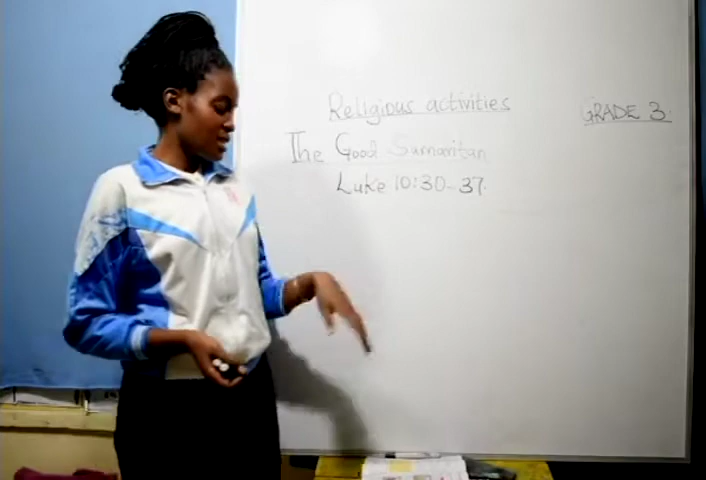 Religious activities
GRADE 3.
The Good Samaritan
Luke 10:30-37.